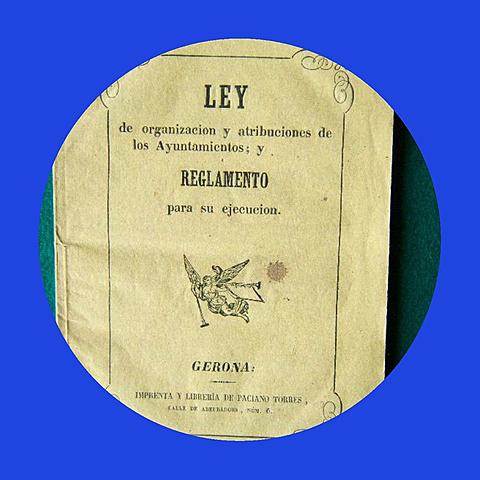 LEY
de organizacion y atribuciones de
los Ayuntamientos; y
REGLAMENTO
para su ejecucion.
GERONA:
IMPRENTA Y LIBRERÍA DE PACIANO TORRES,
CALLE DE ABEURADORS, NÚM. 6.